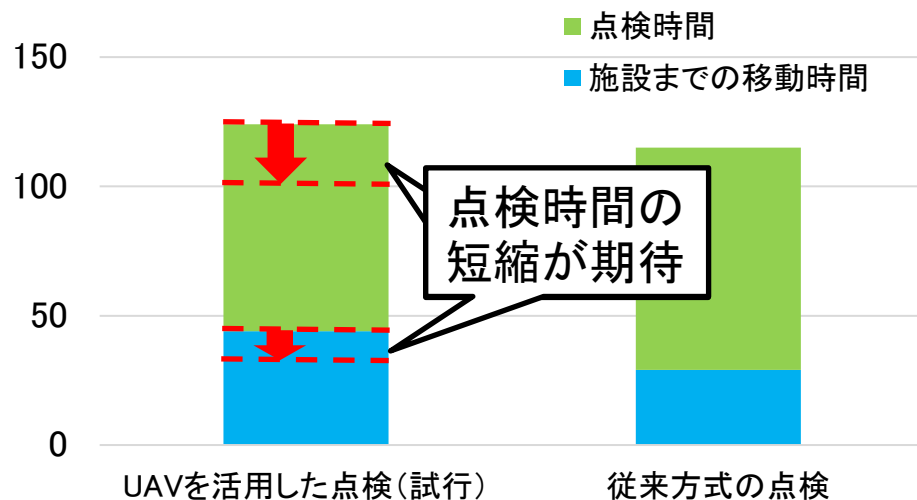 点検時間
施設までの移動時間
150
100
50
0
点検時間の
短縮が期待
UAVを活用した点検（試行）
従来方式の点検